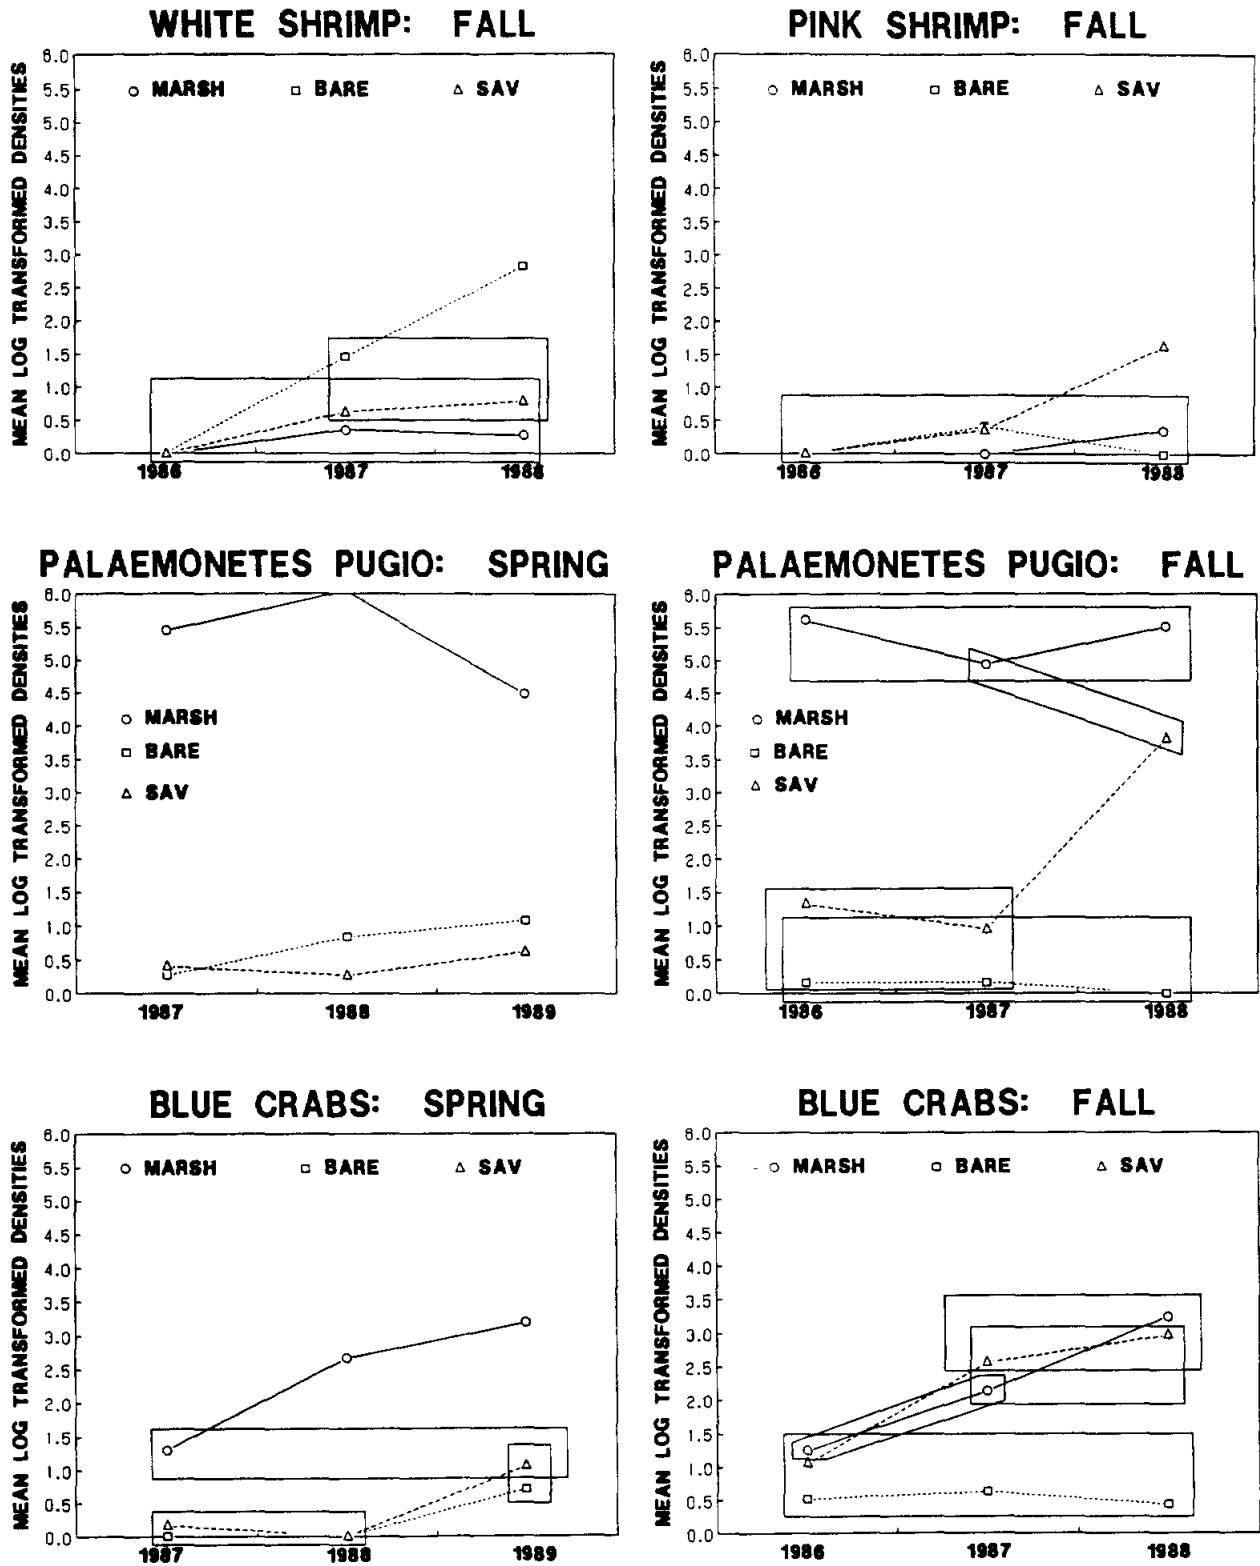 WHITE SHRIMP: FALL
MEAN LOG TRANSFORMED DENSITIES
MARSH BARE SAV
6.0
5.5
5.0
4.5
4.0
3.5
3.0
2.5
2.0
1.5
1.0
0.5
0.0
1986 1987 1988
PINK SHRIMP: FALL
MEAN LOG TRANSFORMED DENSITIES
MARSH BARE SAV
6.0
5.5
5.0
4.5
4.0
3.5
3.0
2.5
2.0
1.5
1.0
0.5
0.0
1986 1987 1988
PALAEMONETES PUGIO: SPRING
MEAN LOG TRANSFORMED DENSITIES
6.0
5.5
5.0
4.5
4.0
3.5
3.0
2.5
2.0
1.5
1.0
0.5
0.0
MARSH
BARE
SAV
1987 1988 1989
PALAEMONETES PUGIO: FALL
MEAN LOG TRANSFORMED DENSITIES
6.0
5.5
5.0
4.5
4.0
3.5
3.0
2.5
2.0
1.5
1.0
0.5
0.0
MARSH
BARE
SAV
1986 1987 1988
BLUE CRABS: SPRING
MEAN LOG TRANSFORMED DENSITIES
MARSH BARE SAV
6.0
5.5
5.0
4.5
4.0
3.5
3.0
2.5
2.0
1.5
1.0
0.5
0.0
1987 1988 1989
BLUE CRABS: FALL
MEAN LOG TRANSFORMED DENSITIES
MARSH BARE SAV
6.0
5.5
5.0
4.5
4.0
3.5
3.0
2.5
2.0
1.5
1.0
0.5
0.0
1986 1987 1988